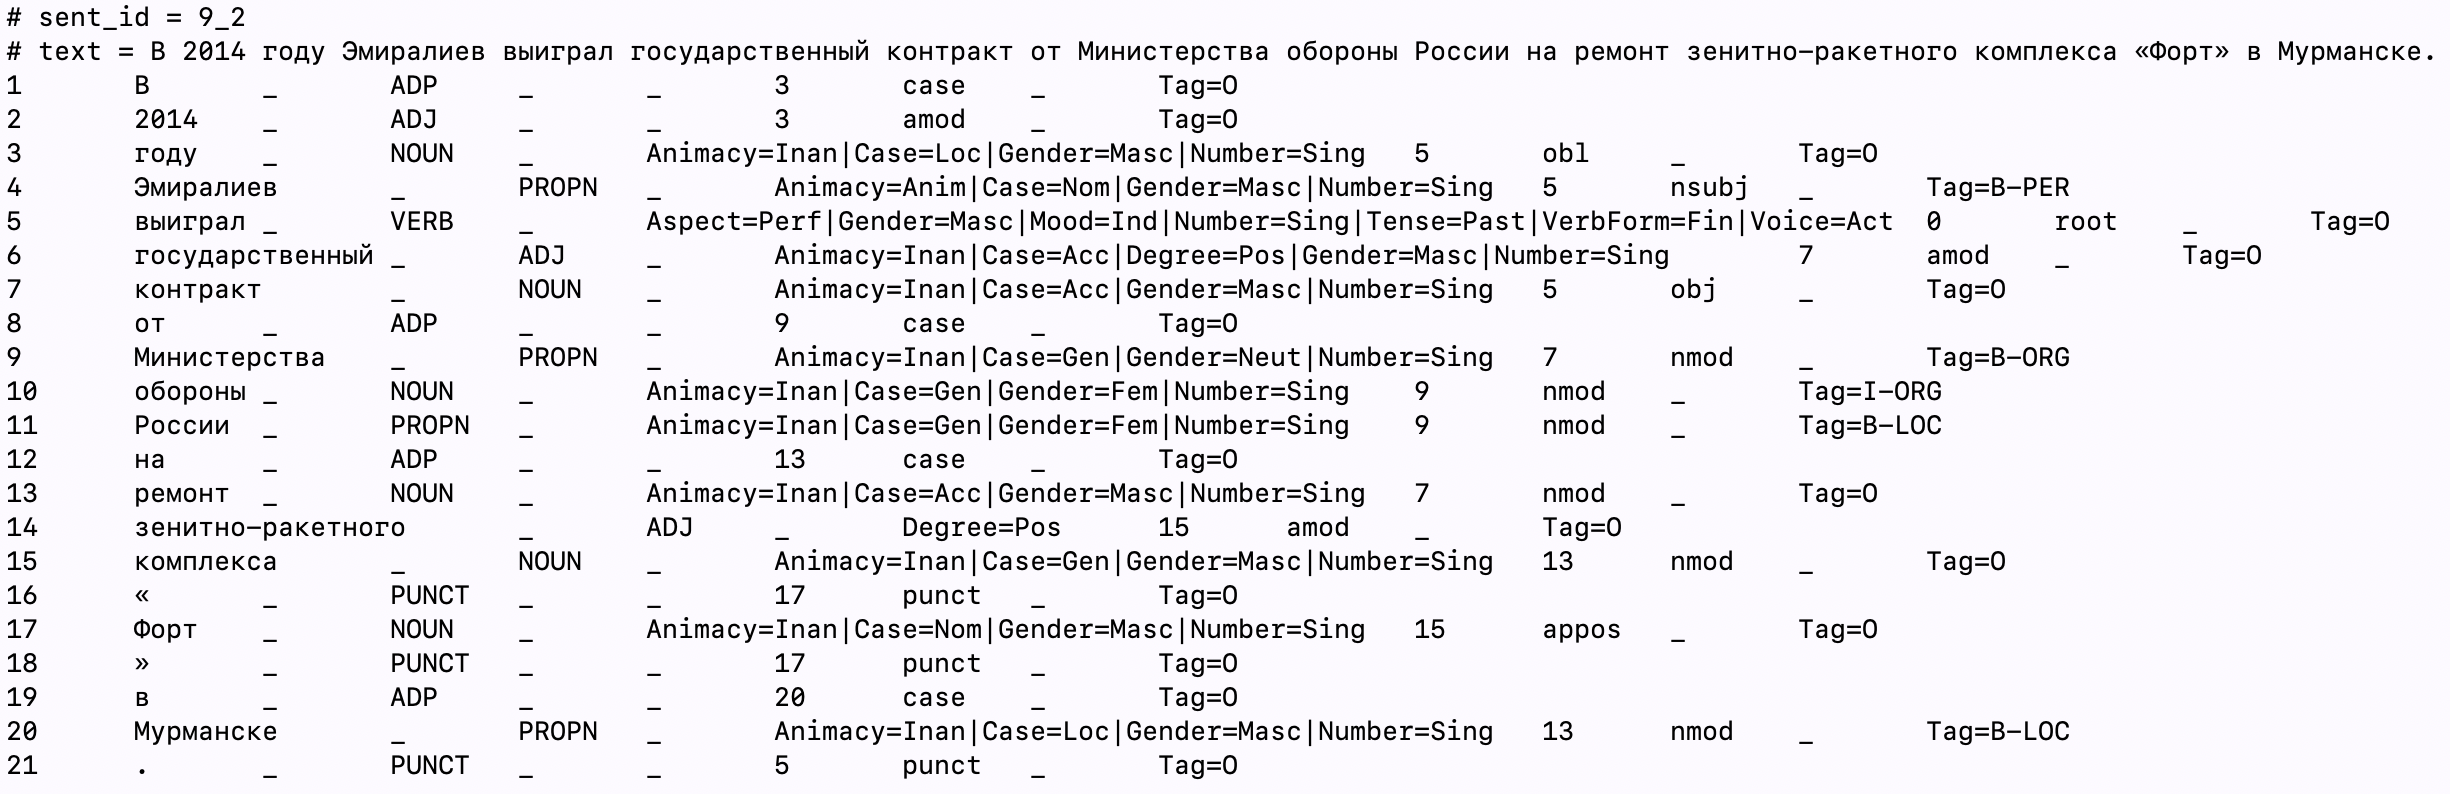 # sent_id = 9_2
# text = В 2014 году Эмиралиев выиграл государственный контракт от Министерства обороны России на ремонт зенитно-ракетного комплекса «Форт» в Мурманске.
1 В _ ADP _ _ 3 case _ Tag=O
2 2014 _ ADJ _ _ 3 amod _ Tag=O
3 году _ NOUN _ Animacy=Inan|Case=Loc|Gender=Masc|Number=Sing 5 obl _ Tag=O
4 Эмиралиев _ PROPN _ Animacy=Anim|Case=Nom|Gender=Masc|Number=Sing 5 nsubj _ Tag=B-PER
5 выиграл _ VERB _ Aspect=Perf|Gender=Masc|Mood=Ind|Number=Sing|Tense=Past|VerbForm=Fin|Voice=Act 0 root _ Tag=O
6 государственный _ ADJ _ Animacy=Inan|Case=Acc|Degree=Pos|Gender=Masc|Number=Sing 7 amod _ Tag=O
7 контракт _ NOUN _ Animacy=Inan|Case=Acc|Gender=Masc|Number=Sing 5 obj _ Tag=O
8 от _ ADP _ _ 9 case _ Tag=O
9 Министерства _ PROPN _ Animacy=Inan|Case=Gen|Gender=Neut|Number=Sing 7 nmod _ Tag=B-ORG
10 обороны _ NOUN _ Animacy=Inan|Case=Gen|Gender=Fem|Number=Sing 9 nmod _ Tag=I-ORG
11 России _ PROPN _ Animacy=Inan|Case=Gen|Gender=Fem|Number=Sing 9 nmod _ Tag=B-LOC
12 на _ ADP _ _ 13 case _ Tag=O
13 ремонт _ NOUN _ Animacy=Inan|Case=Acc|Gender=Masc|Number=Sing 7 nmod _ Tag=O
14 зенитно-ракетного _ ADJ _ Degree=Pos 15 amod _ Tag=O
15 комплекса _ NOUN _ Animacy=Inan|Case=Gen|Gender=Masc|Number=Sing 13 nmod _ Tag=O
16 « _ PUNCT _ _ 17 punct _ Tag=O
17 Форт _ NOUN _ Animacy=Inan|Case=Nom|Gender=Masc|Number=Sing 15 appos _ Tag=O
18 » _ PUNCT _ _ 17 punct _ Tag=O
19 в _ ADP _ _ 20 case _ Tag=O
20 Мурманске _ PROPN _ Animacy=Inan|Case=Loc|Gender=Masc|Number=Sing 13 nmod _ Tag=B-LOC
21 . _ PUNCT _ _ 5 punct _ Tag=O